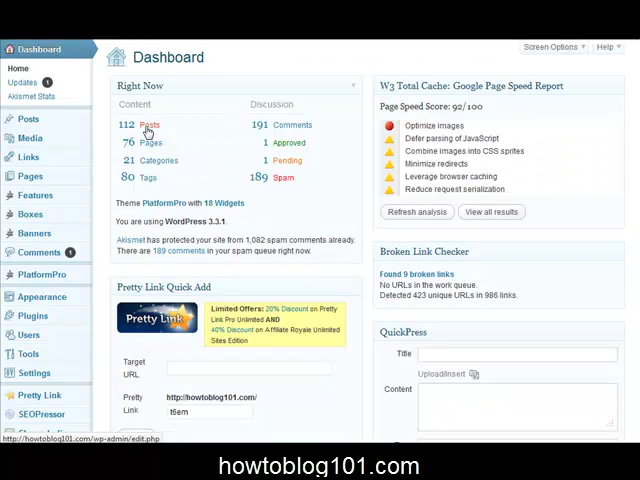 Dashboard
Screen Options
Help
Home
Updates 1
Akismet Stats
Posts
Media
Links
Pages
Features
Boxes
Banners
Comments 1
PlatformPro
Appearance
Plugins
Users
Tools
Settings
Pretty Link
SEOPressor
Dashboard
Right Now
Content
Discussion
112 Posts
191 Comments
76 Pages
1 Approved
21 Categories
1 Pending
80 Tags
189 Spam
Theme PlatformPro with 18 Widgets
You are using WordPress 3.3.1.
Akismet has protected your site from 1,082 spam comments already.
There are 189 comments in your spam queue right now.
Pretty Link Quick Add
Pretty Link
Limited Offers: 20% Discount on Pretty
Link Pro Unlimited AND
40% Discount on Affiliate Royale Unlimited
Sites Edition
Target
URL
Pretty
Link
http://howtoblog101.com/
t6em
W3 Total Cache: Google Page Speed Report
Page Speed Score: 92/100
Optimize images
Defer parsing of JavaScript
Combine images into CSS sprites
Minimize redirects
Leverage browser caching
Reduce request serialization
Refresh analysis
View all results
Broken Link Checker
Found 9 broken links
No URLs in the work queue.
Detected 423 unique URLs in 986 links.
QuickPress
Title
Upload/Insert
Content
http://howtoblog101.com/wp-admin/edit.php
howtoblog101.com